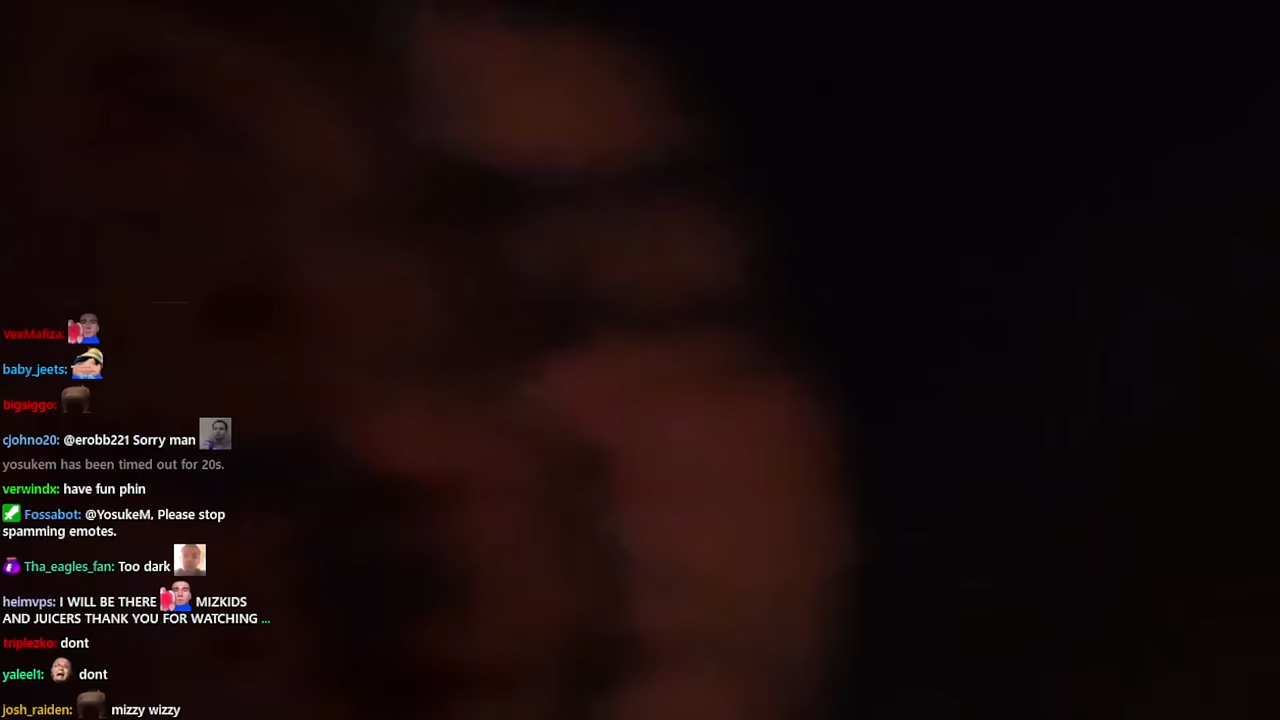 VexMafiza:
baby_jeets:
bigsiggo:
cjohno20: @erobb221 Sorry man
yosukem has been timed out for 20s.
verwindx: have fun phin
Fossabot: @YosukeM, Please stop
spamming emotes.
Tha_eagles_fan: Too dark
heimvps: I WILL BE THERE MIZKIDS
AND JUICERS THANK YOU FOR WATCHING ...
triplezko: dont
yaleel1: dont
josh_raiden: mizzy wizzy